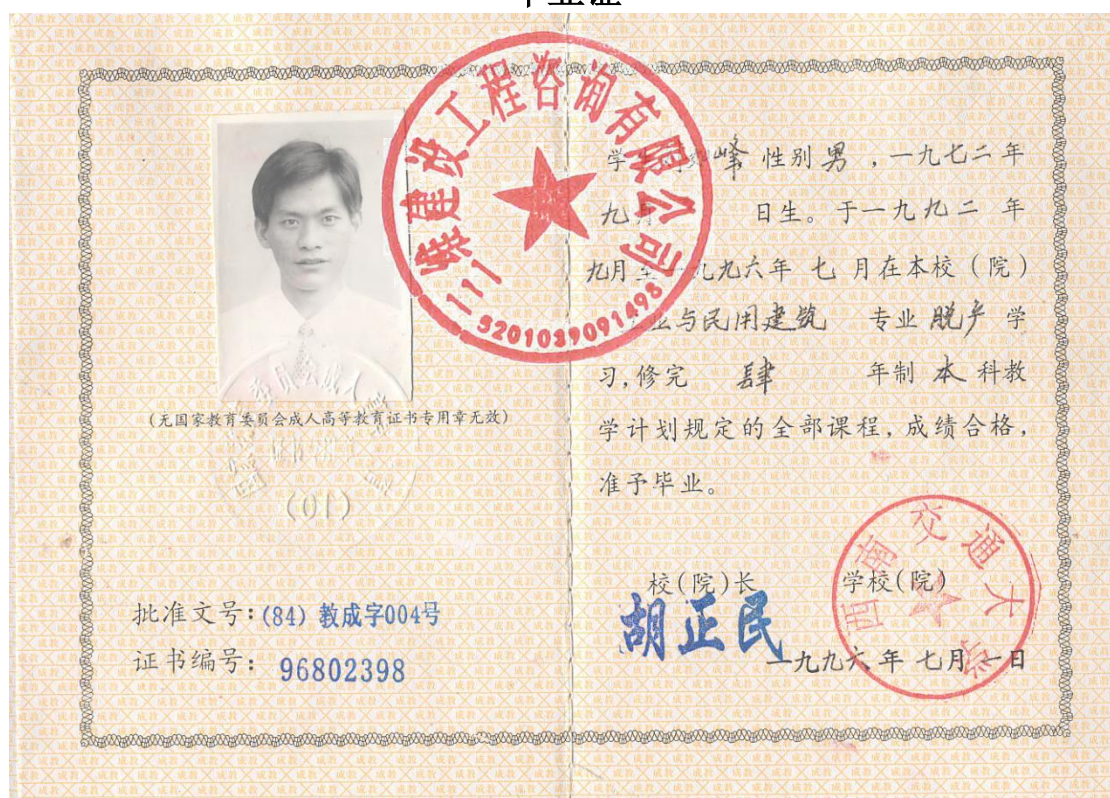 毕业证
学 峰 性别 男 ,一九七二年
九月 日生。于一九九二 年
九月至一九九六年 七 月在本校(院)
业与民用建筑 专业 脱产 学
习,修完 肆 年制 本 科教
学计划规定的全部课程,成绩合格,
准予毕业。
校(院)长 学校(院)
胡正民
一九九六年 七月一日
西南交通大学
建设工程咨询有限公司
5201039091498
(无国家教育委员会成人高等教育证书专用章无效)
(01)
批准文号:(84) 教成字004号
证书编号: 96802398